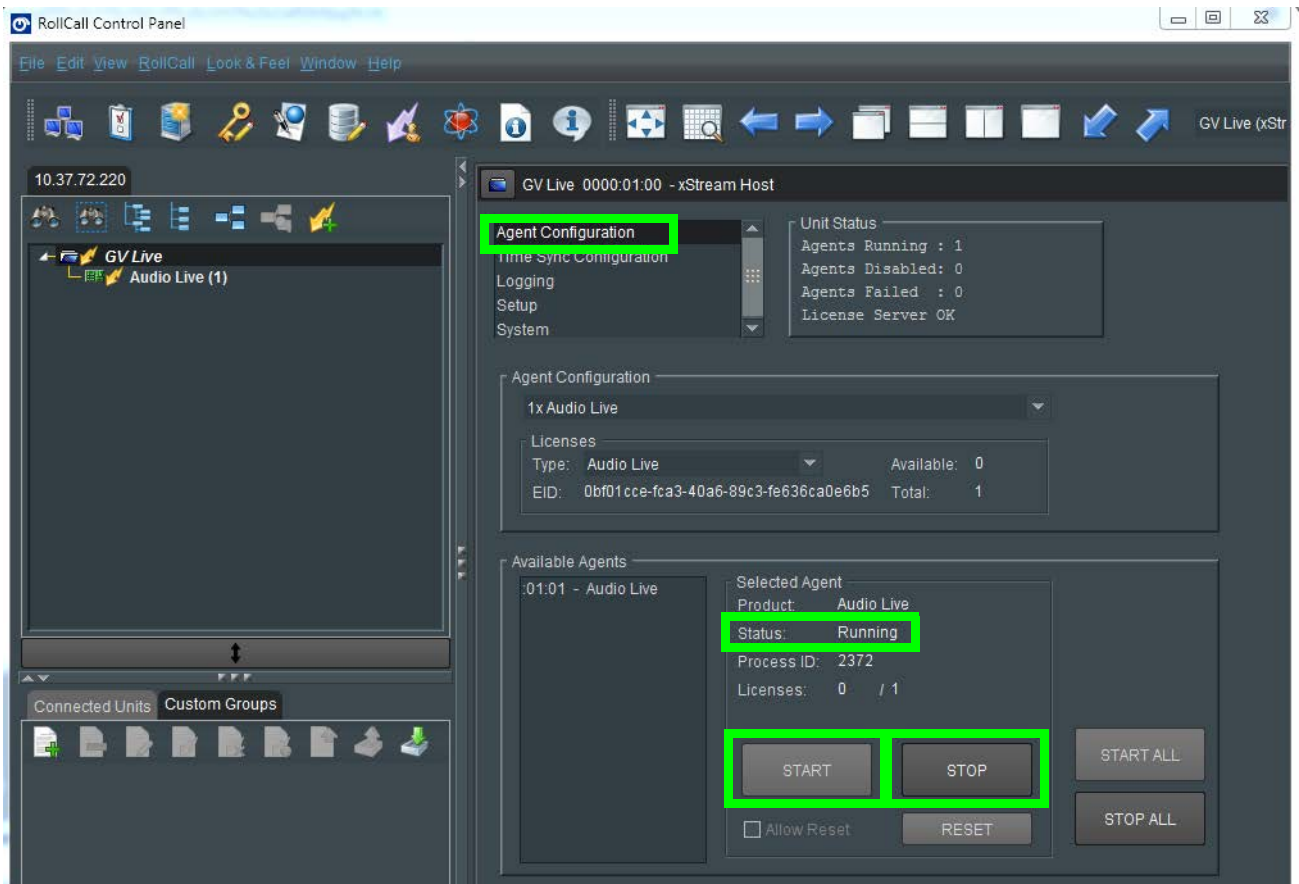 RollCall Control Panel
File Edit View RollCall Look & Feel Window Help
GV Live (xStr
10.37.72.220
GV Live
Audio Live (1)
GV Live 0000:01:00 - xStream Host
Agent Configuration
Time Sync Configuration
Logging
Setup
System
Unit Status
Agents Running : 1
Agents Disabled: 0
Agents Failed : 0
License Server OK
Agent Configuration
1x Audio Live
Licenses
Type: Audio Live Available: 0
EID: 0bf01cce-fca3-40a6-89c3-fe636ca0e6b5 Total: 1
Available Agents
:01:01 - Audio Live
Selected Agent
Product: Audio Live
Status: Running
Process ID: 2372
Licenses: 0 / 1
START STOP
START ALL
Allow Reset RESET
STOP ALL
Connected Units Custom Groups